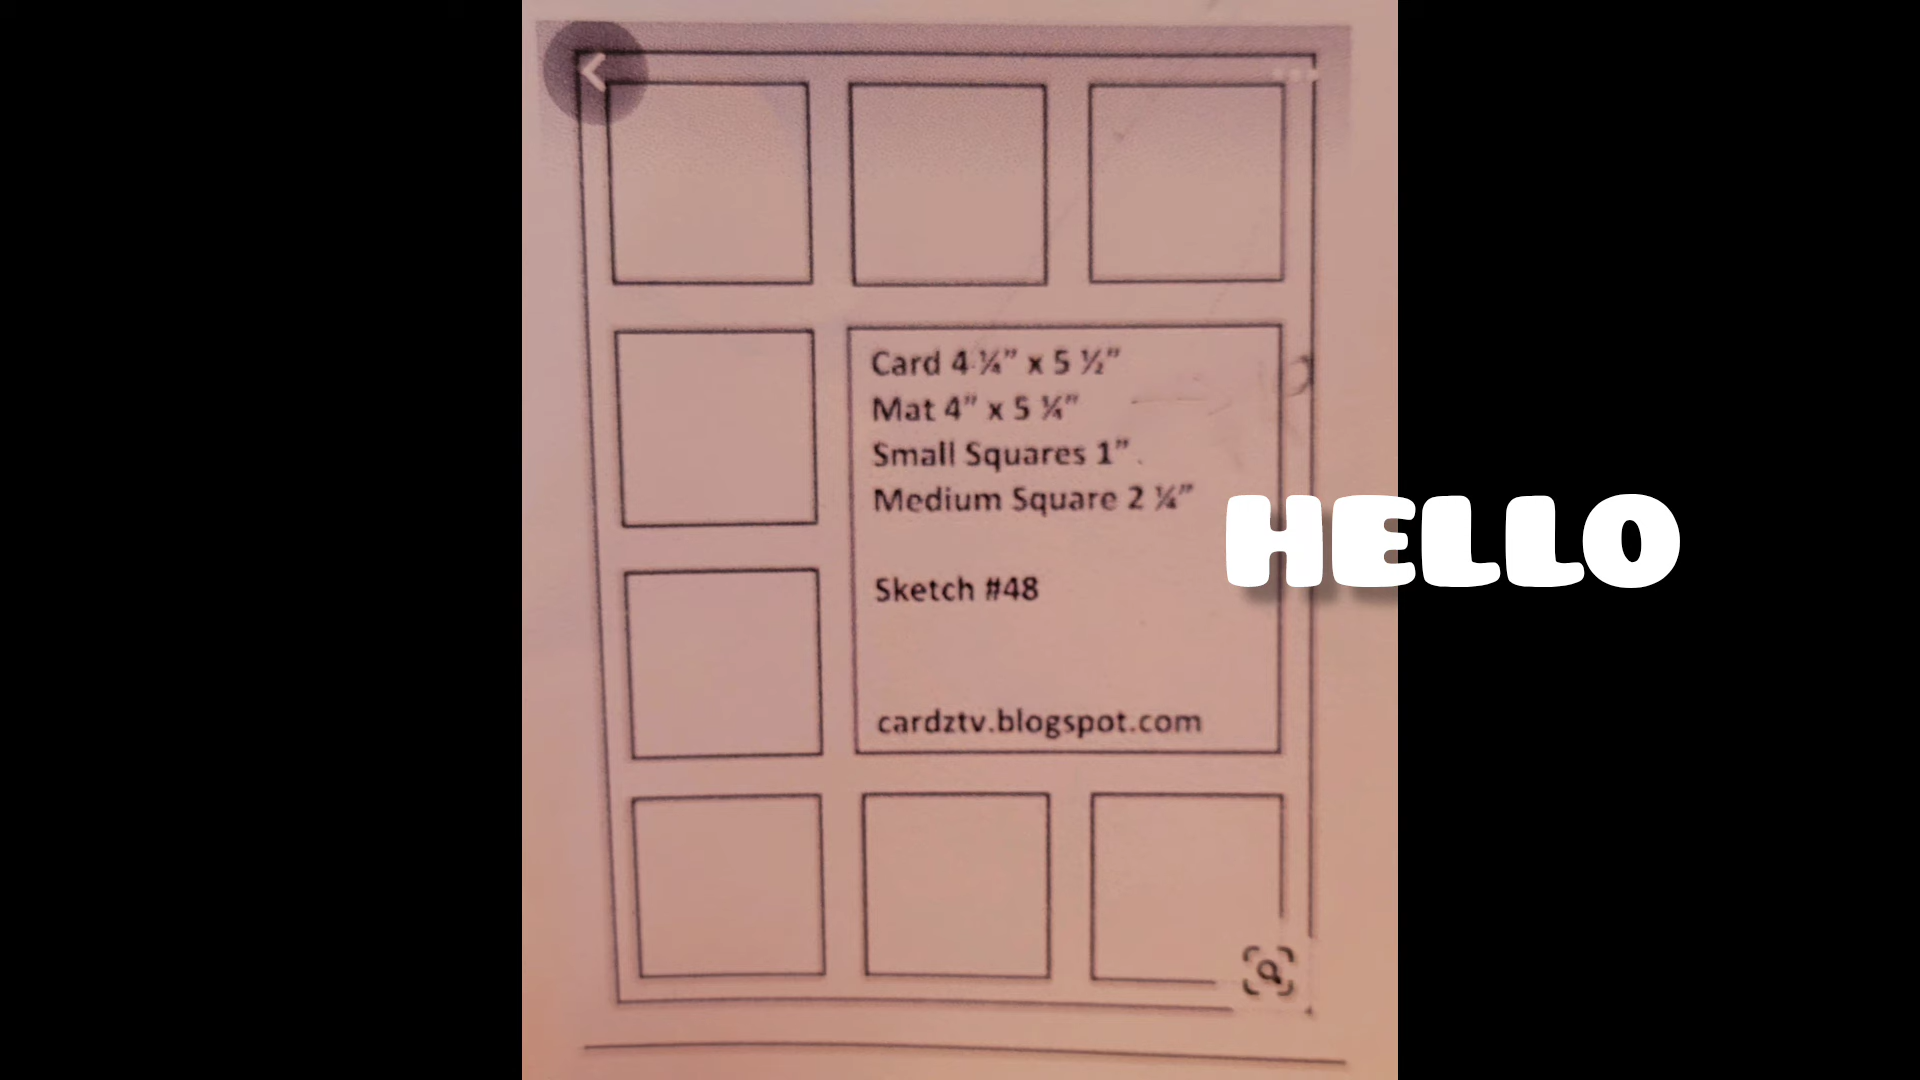 Card 4 ¼” x 5 ½”
Mat 4” x 5 ¼”
Small Squares 1”
Medium Square 2 ¼”
HELLO
Sketch #48
cardztv.blogspot.com